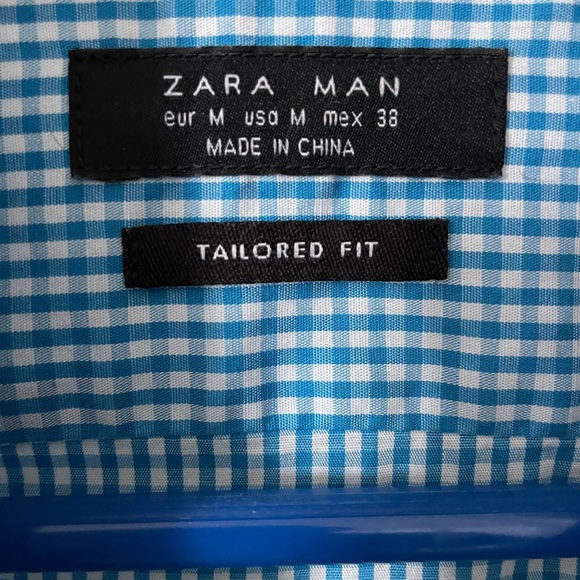 ZARA MAN
eur M usa M mex 38
MADE IN CHINA
TAILORED FIT